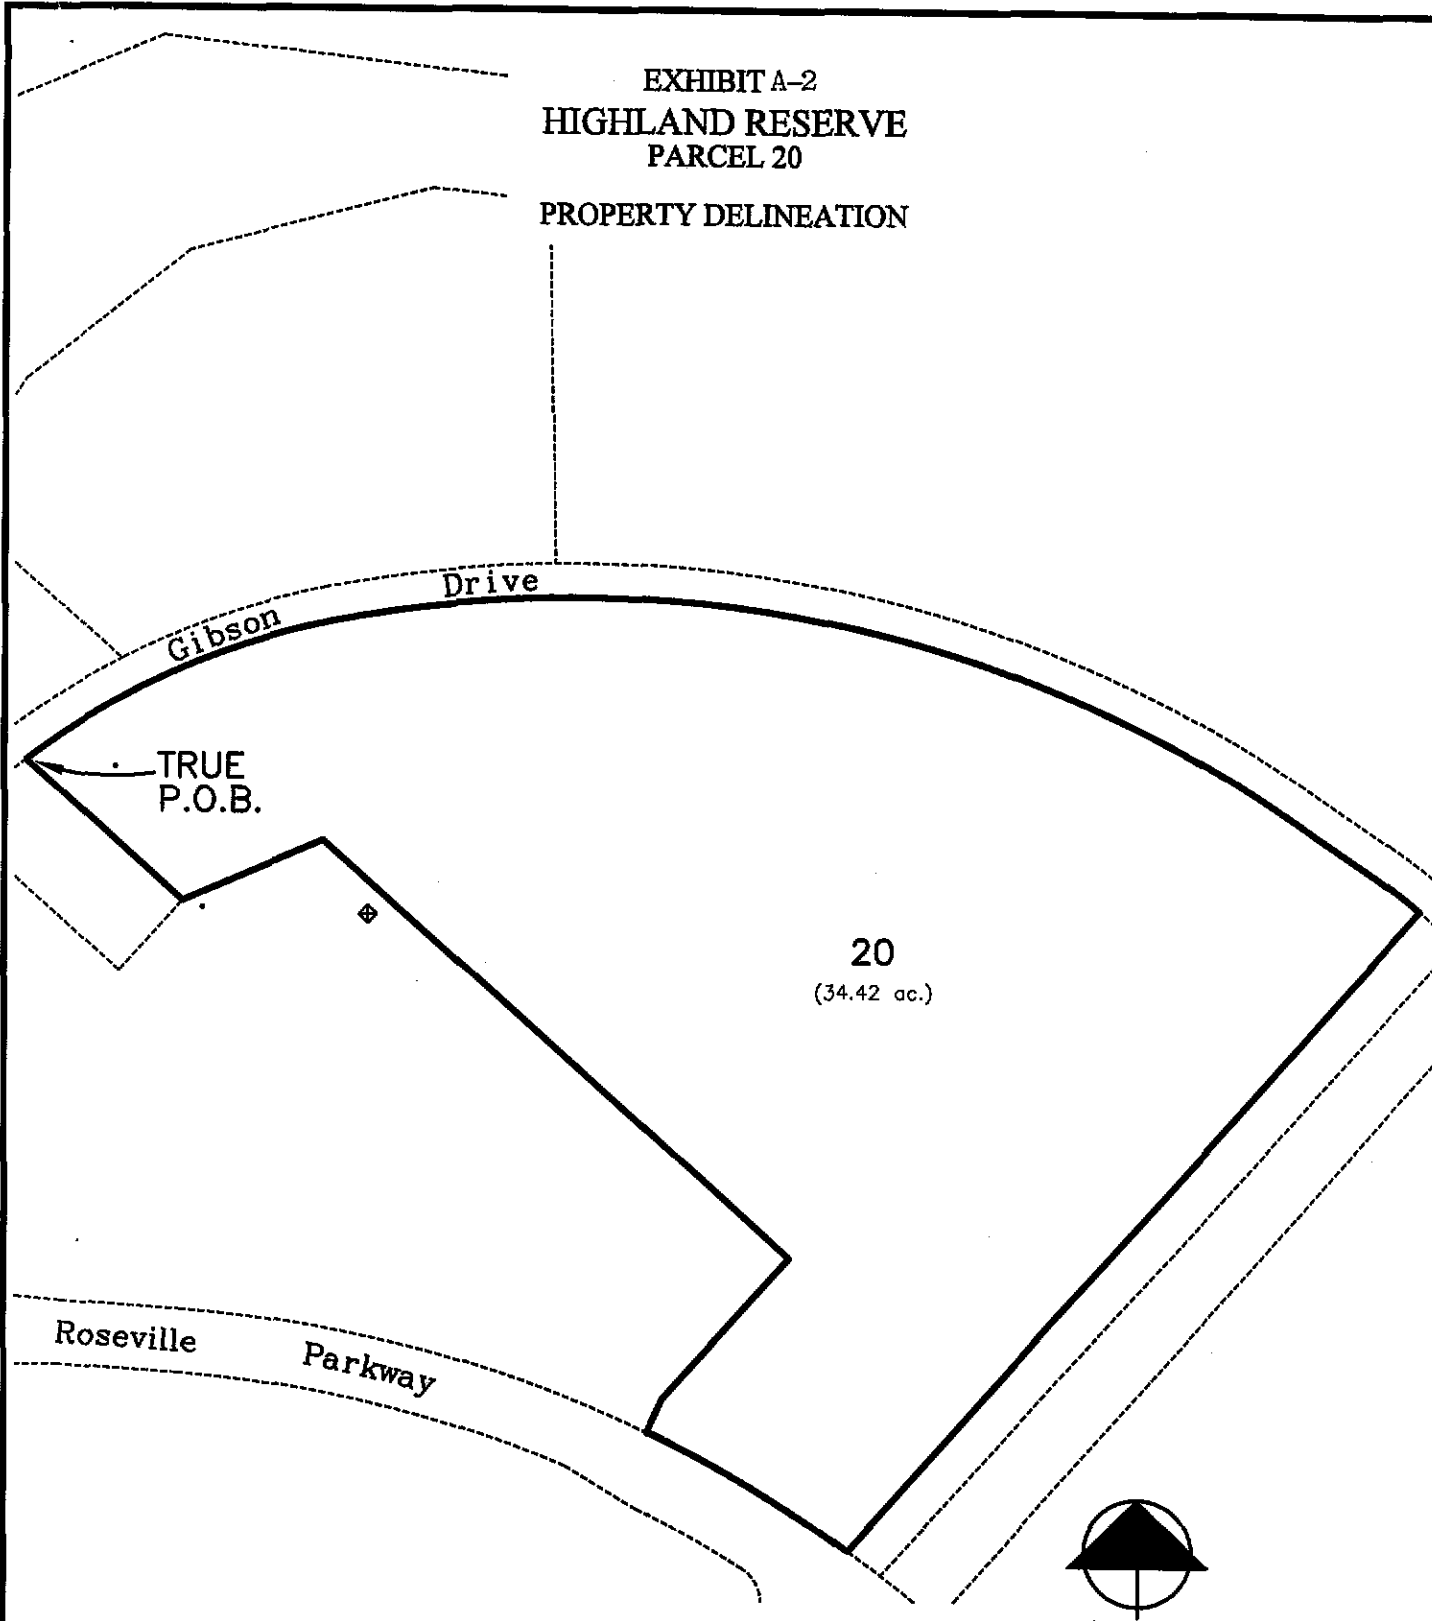 EXHIBIT A-2
HIGHLAND RESERVE
PARCEL 20
PROPERTY DELINEATION
Gibson Drive
TRUE
P.O.B.
20
(34.42 ac.)
Roseville Parkway